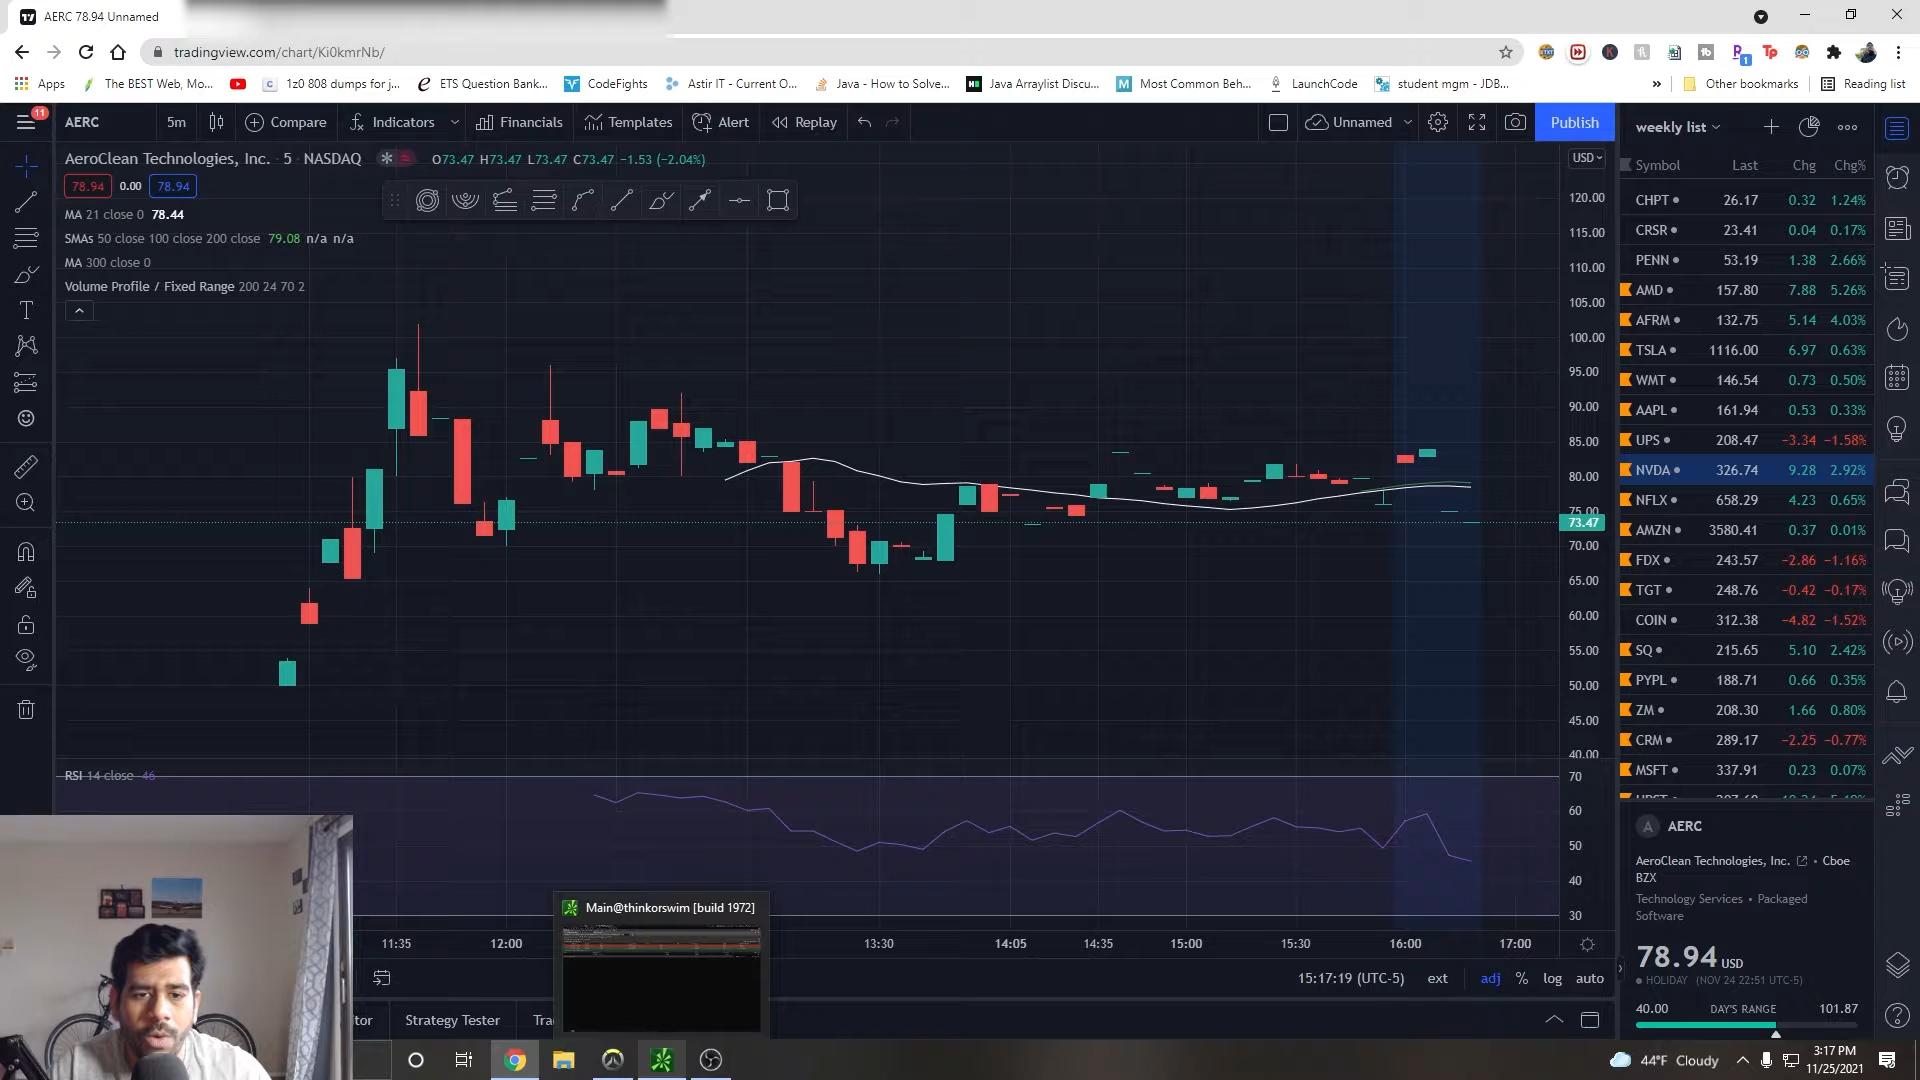 AERC 78.94 Unnamed
tradingview.com/chart/Ki0kmrNb/
Apps The BEST Web, Mo... 1z0 808 dumps for j... ETS Question Bank... CodeFights Astir IT - Current O... Java - How to Solve... Java Arraylist Discu... Most Common Beh... LaunchCode student mgm - JDB... » Other bookmarks Reading list
11
AERC 5m Compare Indicators Financials Templates Alert Replay Unnamed Publish
AeroClean Technologies, Inc. · 5 · NASDAQ O73.47 H73.47 L73.47 C73.47 −1.53 (−2.04%)
78.94 0.00 78.94
MA 21 close 0 78.44
SMAs 50 close 100 close 200 close 79.08 n/a n/a
MA 300 close 0
Volume Profile / Fixed Range 200 24 70 2
USD
120.00
115.00
110.00
105.00
100.00
95.00
90.00
85.00
80.00
75.00
73.47
70.00
65.00
60.00
55.00
50.00
45.00
40.00
RSI 14 close 46
70
60
50
40
30
11:35 12:00 13:30 14:05 14:35 15:00 15:30 16:00 17:00
15:17:19 (UTC-5) ext adj % log auto
Strategy Tester
Main@thinkorswim [build 1972]
weekly list
Symbol Last Chg Chg%
CHPT 26.17 0.32 1.24%
CRSR 23.41 0.04 0.17%
PENN 53.19 1.38 2.66%
AMD 157.80 7.88 5.26%
AFRM 132.75 5.14 4.03%
TSLA 1116.00 6.97 0.63%
WMT 146.54 0.73 0.50%
AAPL 161.94 0.53 0.33%
UPS 208.47 −3.34 −1.58%
NVDA 326.74 9.28 2.92%
NFLX 658.29 4.23 0.65%
AMZN 3580.41 0.37 0.01%
FDX 243.57 −2.86 −1.16%
TGT 248.76 −0.42 −0.17%
COIN 312.38 −4.82 −1.52%
SQ 215.65 5.10 2.42%
PYPL 188.71 0.66 0.35%
ZM 208.30 1.66 0.80%
CRM 289.17 −2.25 −0.77%
MSFT 337.91 0.23 0.07%
A AERC
AeroClean Technologies, Inc. • Cboe
BZX
Technology Services • Packaged
Software
78.94 USD
HOLIDAY (NOV 24 22:51 UTC-5)
40.00 DAY'S RANGE 101.87
44°F Cloudy
3:17 PM
11/25/2021